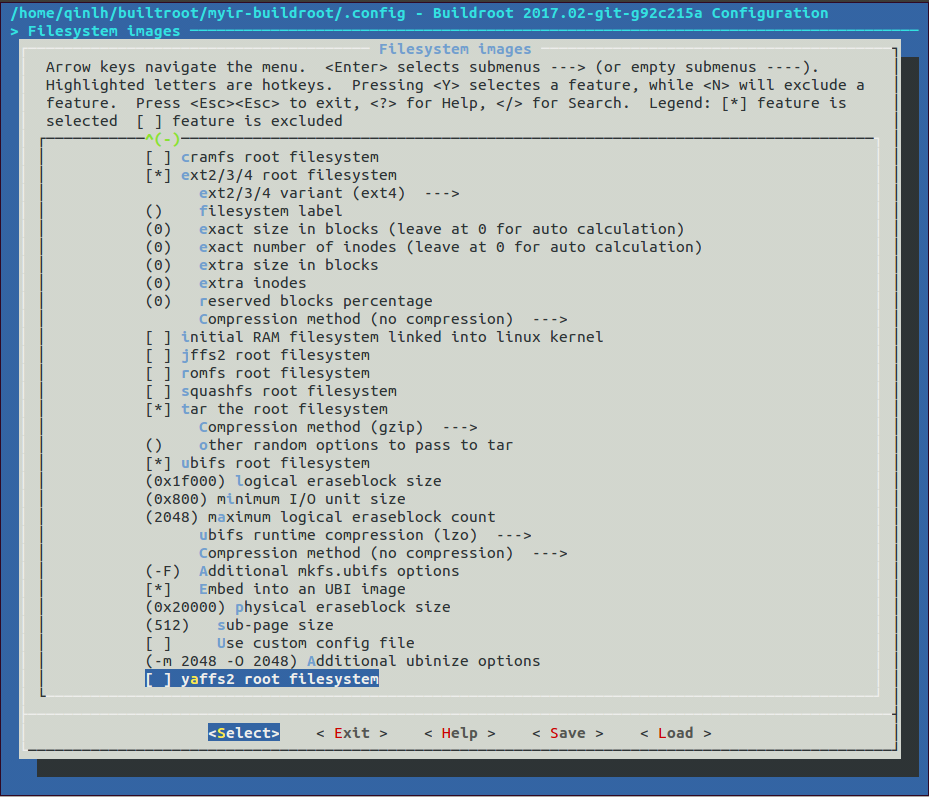 /home/qinlh/builtroot/myir-buildroot/.config - Buildroot 2017.02-git-g92c215a Configuration
> Filesystem images
Filesystem images
Arrow keys navigate the menu.  <Enter> selects submenus ---> (or empty submenus ----).
Highlighted letters are hotkeys.  Pressing <Y> selectes a feature, while <N> will exclude a
feature.  Press <Esc><Esc> to exit, <?> for Help, </> for Search.  Legend: [*] feature is
selected  [ ] feature is excluded
^(-)
[ ] cramfs root filesystem
[*] ext2/3/4 root filesystem
ext2/3/4 variant (ext4)  --->
()    filesystem label
(0)   exact size in blocks (leave at 0 for auto calculation)
(0)   exact number of inodes (leave at 0 for auto calculation)
(0)   extra size in blocks
(0)   extra inodes
(0)   reserved blocks percentage
Compression method (no compression)  --->
[ ] initial RAM filesystem linked into linux kernel
[ ] jffs2 root filesystem
[ ] romfs root filesystem
[ ] squashfs root filesystem
[*] tar the root filesystem
Compression method (gzip)  --->
()    other random options to pass to tar
[*] ubifs root filesystem
(0x1f000) logical eraseblock size
(0x800) minimum I/O unit size
(2048) maximum logical eraseblock count
ubifs runtime compression (lzo)  --->
Compression method (no compression)  --->
(-F)  Additional mkfs.ubifs options
[*]   Embed into an UBI image
(0x20000) physical eraseblock size
(512)   sub-page size
[ ]     Use custom config file
(-m 2048 -O 2048) Additional ubinize options
[ ] yaffs2 root filesystem
<Select>    < Exit >    < Help >    < Save >    < Load >